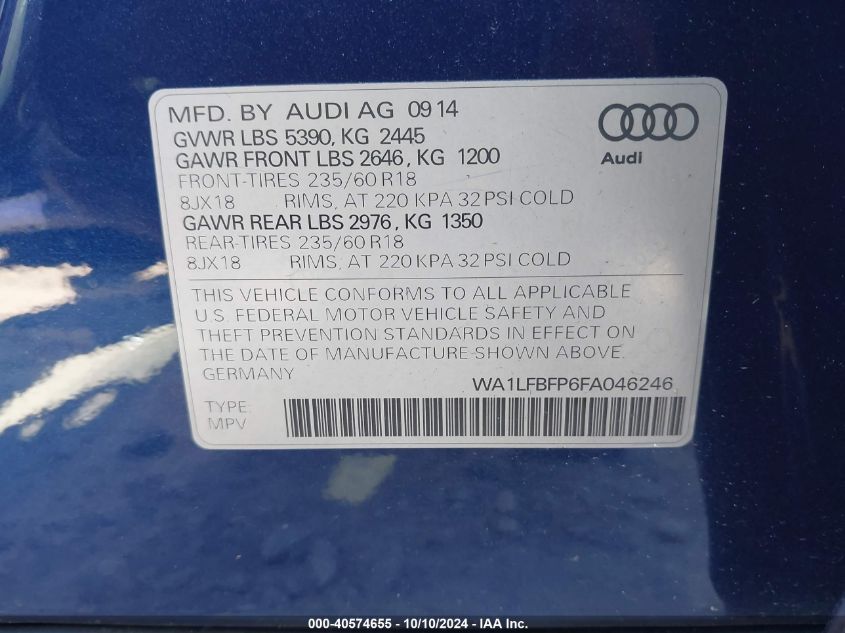 MFD. BY AUDI AG 09 14
GVWR LBS 5390, KG 2445
GAWR FRONT LBS 2646, KG 1200
FRONT-TIRES 235/60 R18
8JX18 RIMS, AT 220 KPA 32 PSI COLD
GAWR REAR LBS 2976, KG 1350
REAR-TIRES 235/60 R18
8JX18 RIMS, AT 220 KPA 32 PSI COLD
Audi
THIS VEHICLE CONFORMS TO ALL APPLICABLE
U.S. FEDERAL MOTOR VEHICLE SAFETY AND
THEFT PREVENTION STANDARDS IN EFFECT ON
THE DATE OF MANUFACTURE SHOWN ABOVE.
GERMANY WA1LFBFP6FA046246
TYPE:
MPV
000-40574655 - 10/10/2024 - IAA Inc.